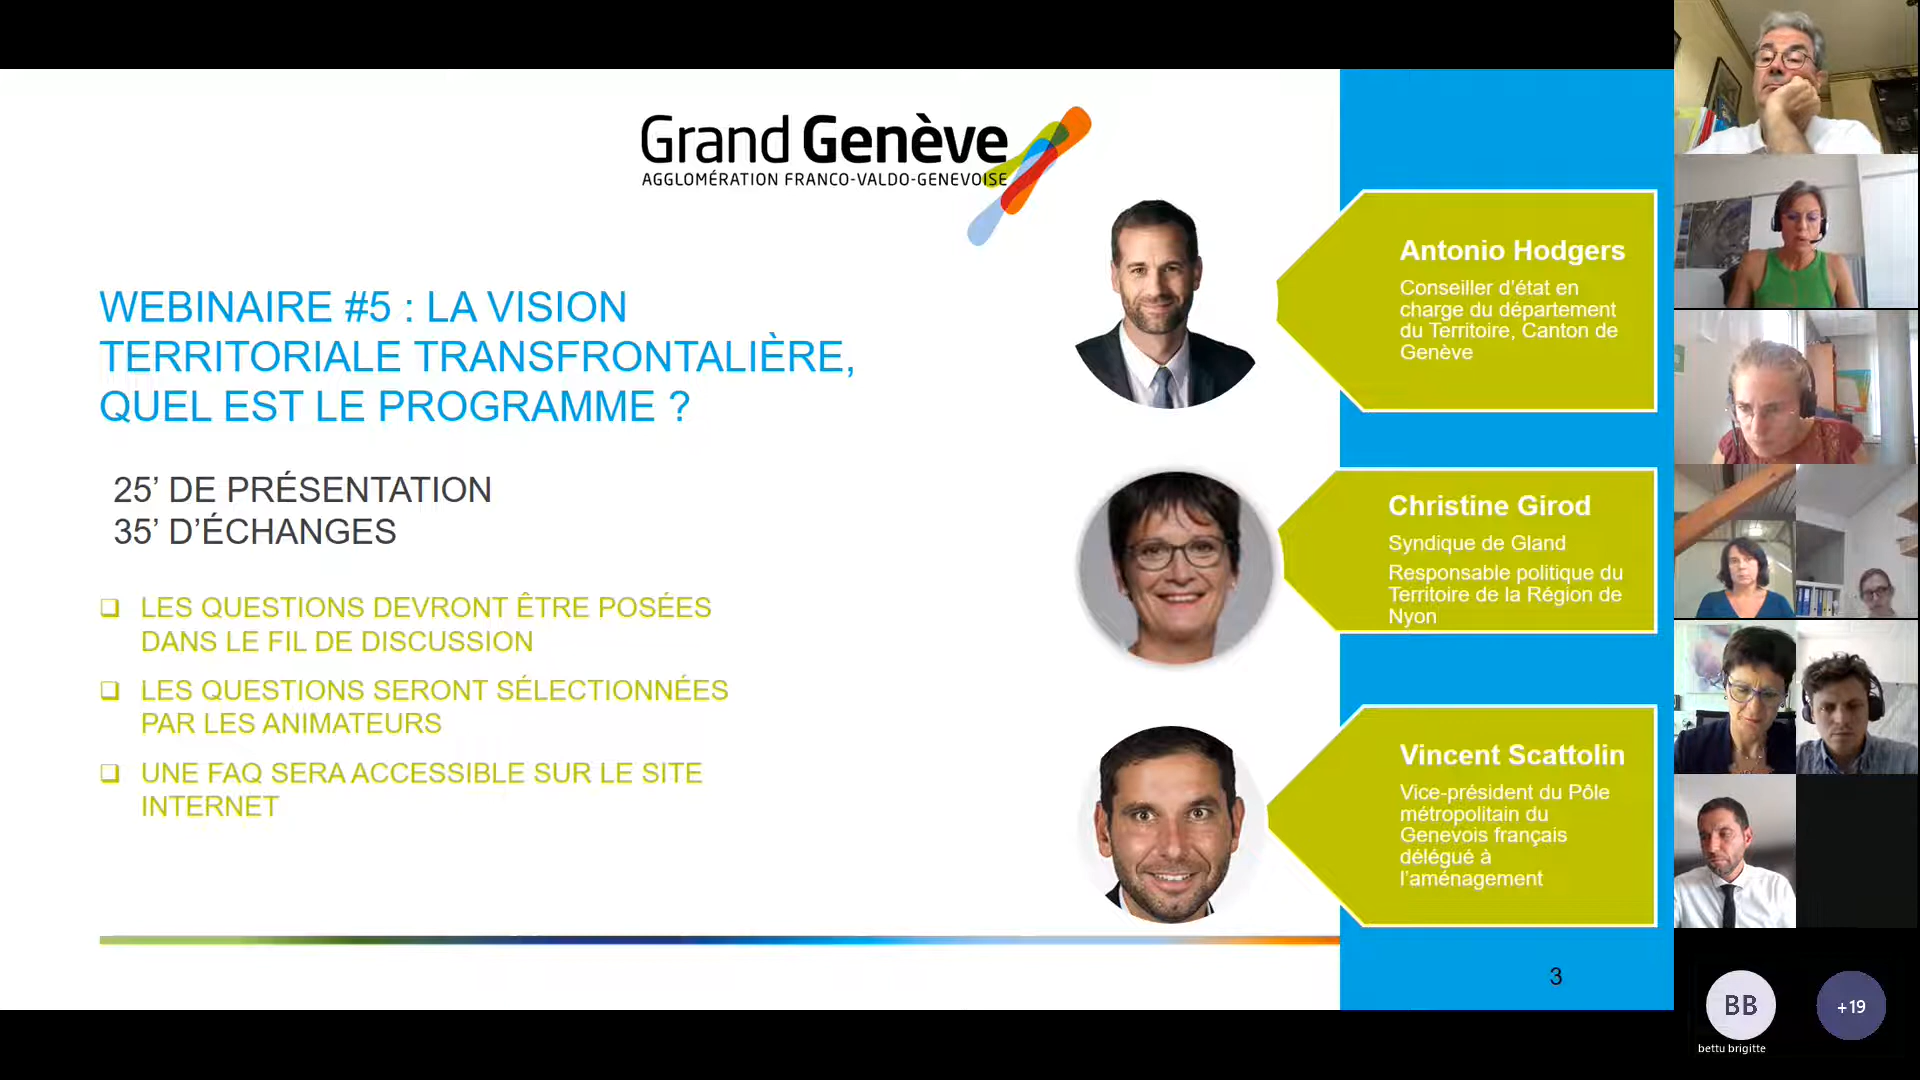 Grand Genève
AGGLOMÉRATION FRANCO-VALDO-GENEVOISE
WEBINAIRE #5 : LA VISION
TERRITORIALE TRANSFRONTALIÈRE,
QUEL EST LE PROGRAMME ?
25’ DE PRÉSENTATION
35’ D’ÉCHANGES
LES QUESTIONS DEVRONT ÊTRE POSÉES
DANS LE FIL DE DISCUSSION
LES QUESTIONS SERONT SÉLECTIONNÉES
PAR LES ANIMATEURS
UNE FAQ SERA ACCESSIBLE SUR LE SITE
INTERNET
Antonio Hodgers
Conseiller d’état en
charge du département
du Territoire, Canton de
Genève
Christine Girod
Syndique de Gland
Responsable politique du
Territoire de la Région de
Nyon
Vincent Scattolin
Vice-président du Pôle
métropolitain du
Genevois français
délégué à
l’aménagement
3
BB
+19
bettu brigitte